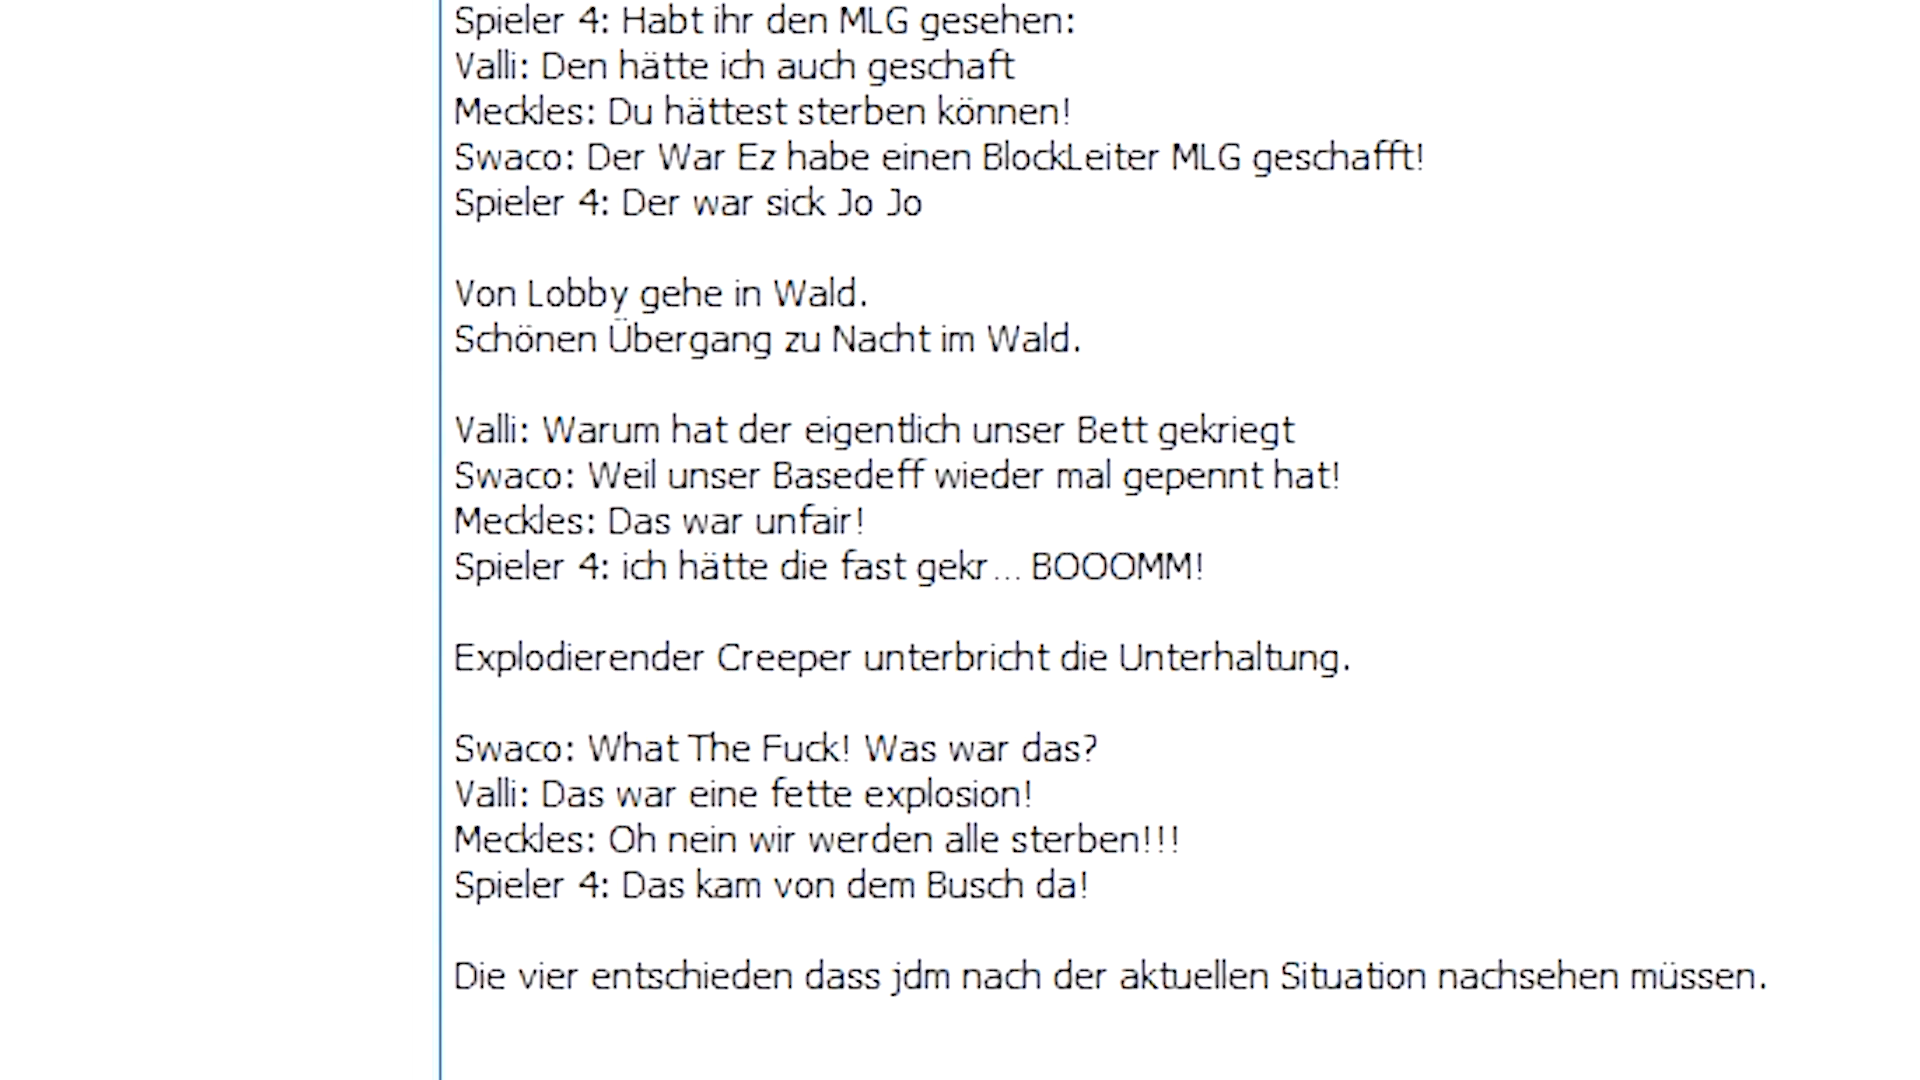 Spieler 4: Habt ihr den MLG gesehen:
Valli: Den hätte ich auch geschaft
Meckles: Du hättest sterben können!
Swaco: Der War Ez habe einen BlockLeiter MLG geschafft!
Spieler 4: Der war sick Jo Jo
Von Lobby gehe in Wald.
Schönen Übergang zu Nacht im Wald.
Valli: Warum hat der eigentlich unser Bett gekriegt
Swaco: Weil unser Basedeff wieder mal gepennt hat!
Meckles: Das war unfair!
Spieler 4: ich hätte die fast gekr... BOOOMM!
Explodierender Creeper unterbricht die Unterhaltung.
Swaco: What The Fuck! Was war das?
Valli: Das war eine fette explosion!
Meckles: Oh nein wir werden alle sterben!!!
Spieler 4: Das kam von dem Busch da!
Die vier entschieden dass jdm nach der aktuellen Situation nachsehen müssen.